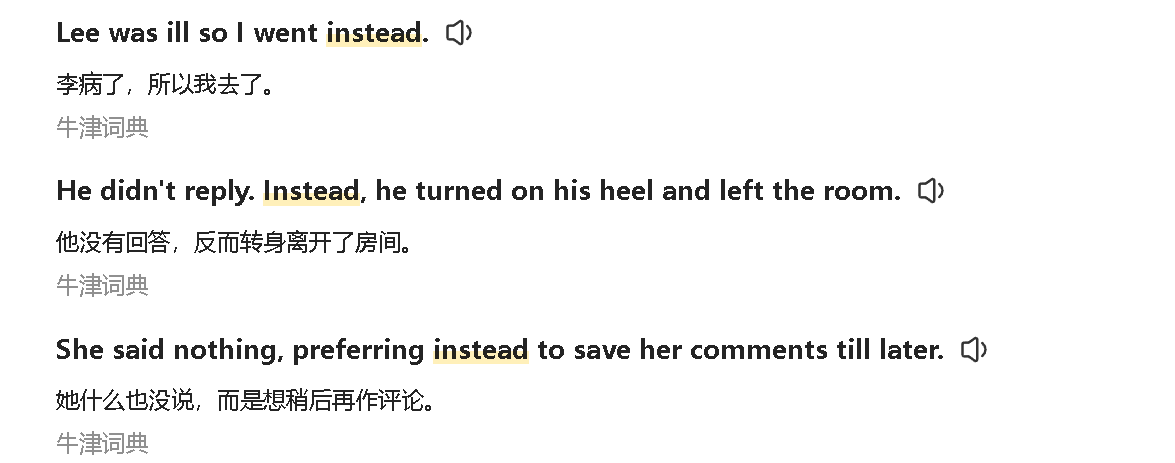 Lee was ill so I went instead.
李病了，所以我去了。
牛津词典
He didn't reply. Instead, he turned on his heel and left the room.
他没有回答，反而转身离开了房间。
牛津词典
She said nothing, preferring instead to save her comments till later.
她什么也没说，而是想稍后再作评论。
牛津词典